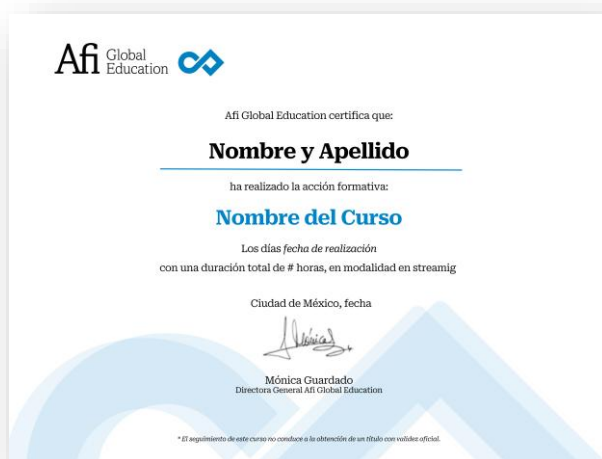 Afi Global
Education
Afi Global Education certifica que:
Nombre y Apellido
ha realizado la acción formativa:
Nombre del Curso
Los días fecha de realización
con una duración total de # horas, en modalidad en streamig
Ciudad de México, fecha
Mónica
Mónica Guardado
Directora General Afi Global Education
* El seguimiento de este curso no conduce a la obtención de un título con validez oficial.